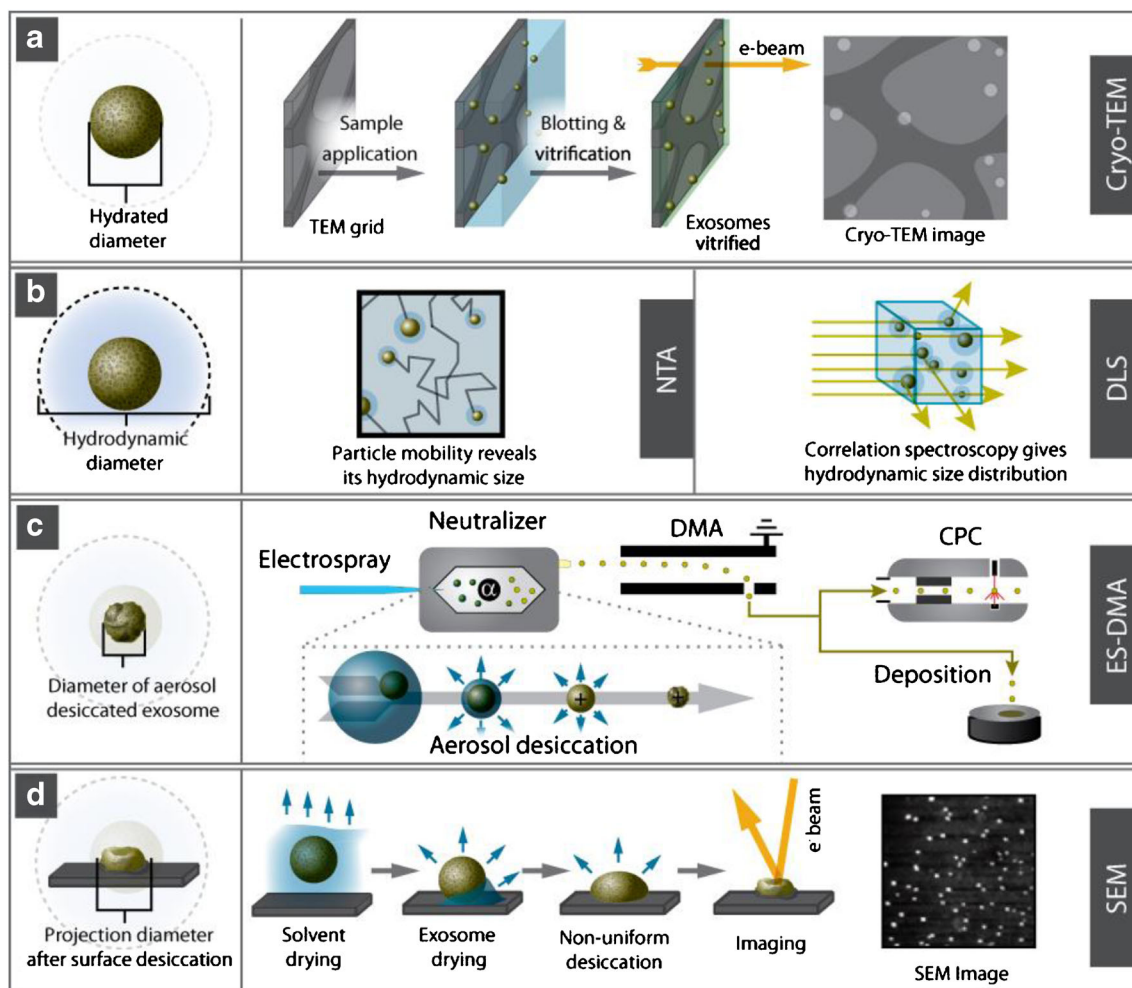 a
Hydrated
diameter
Sample
application
TEM grid
Blotting &
vitrification
e-beam
Exosomes
vitrified
Cryo-TEM image
Cryo-TEM
b
Hydrodynamic
diameter
Particle mobility reveals
its hydrodynamic size
NTA
Correlation spectroscopy gives
hydrodynamic size distribution
DLS
c
Diameter of aerosol
desiccated exosome
Electrospray
Neutralizer
α
DMA
CPC
Deposition
+
+
Aerosol desiccation
ES-DMA
d
Projection diameter
after surface desiccation
Solvent
drying
Exosome
drying
Non-uniform
desiccation
e⁻beam
Imaging
SEM Image
SEM